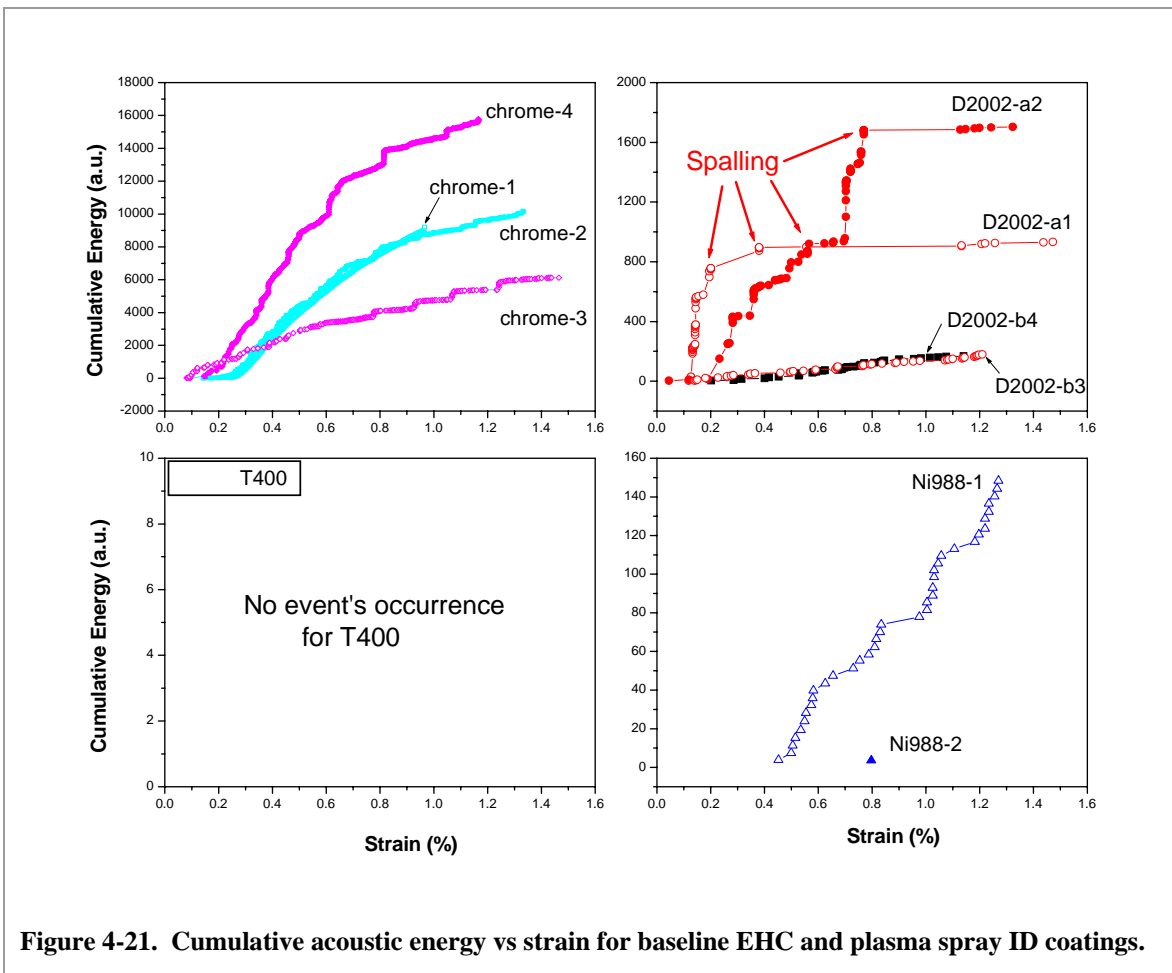 18000
16000
14000
12000
10000
8000
6000
4000
2000
0
-2000
0.0 0.2 0.4 0.6 0.8 1.0 1.2 1.4 1.6
Cumulative Energy (a.u.)
chrome-4
chrome-1
chrome-2
chrome-3
2000
1600
1200
800
400
0
0.0 0.2 0.4 0.6 0.8 1.0 1.2 1.4 1.6
D2002-a2
Spalling
D2002-a1
D2002-b4
D2002-b3
10
8
6
4
2
0
0.0 0.2 0.4 0.6 0.8 1.0 1.2 1.4 1.6
Cumulative Energy (a.u.)
T400
No event's occurrence
for T400
Strain (%)
160
140
120
100
80
60
40
20
0
0.0 0.2 0.4 0.6 0.8 1.0 1.2 1.4 1.6
Ni988-1
Ni988-2
Strain (%)
Figure 4-21. Cumulative acoustic energy vs strain for baseline EHC and plasma spray ID coatings.